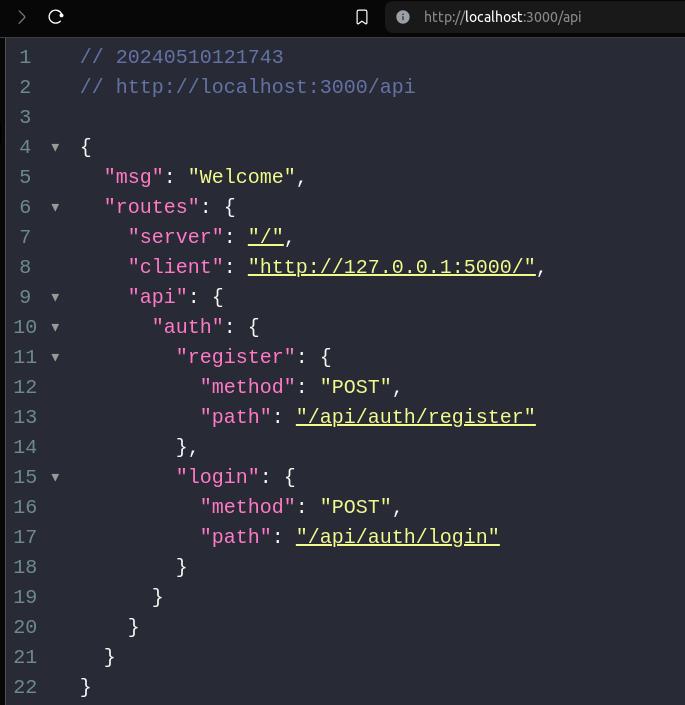 http://localhost:3000/api
1 // 20240510121743
2 // http://localhost:3000/api
3
4 {
5 "msg": "Welcome",
6 "routes": {
7 "server": "/",
8 "client": "http://127.0.0.1:5000/",
9 "api": {
10 "auth": {
11 "register": {
12 "method": "POST",
13 "path": "/api/auth/register"
14 },
15 "login": {
16 "method": "POST",
17 "path": "/api/auth/login"
18 }
19 }
20 }
21 }
22 }